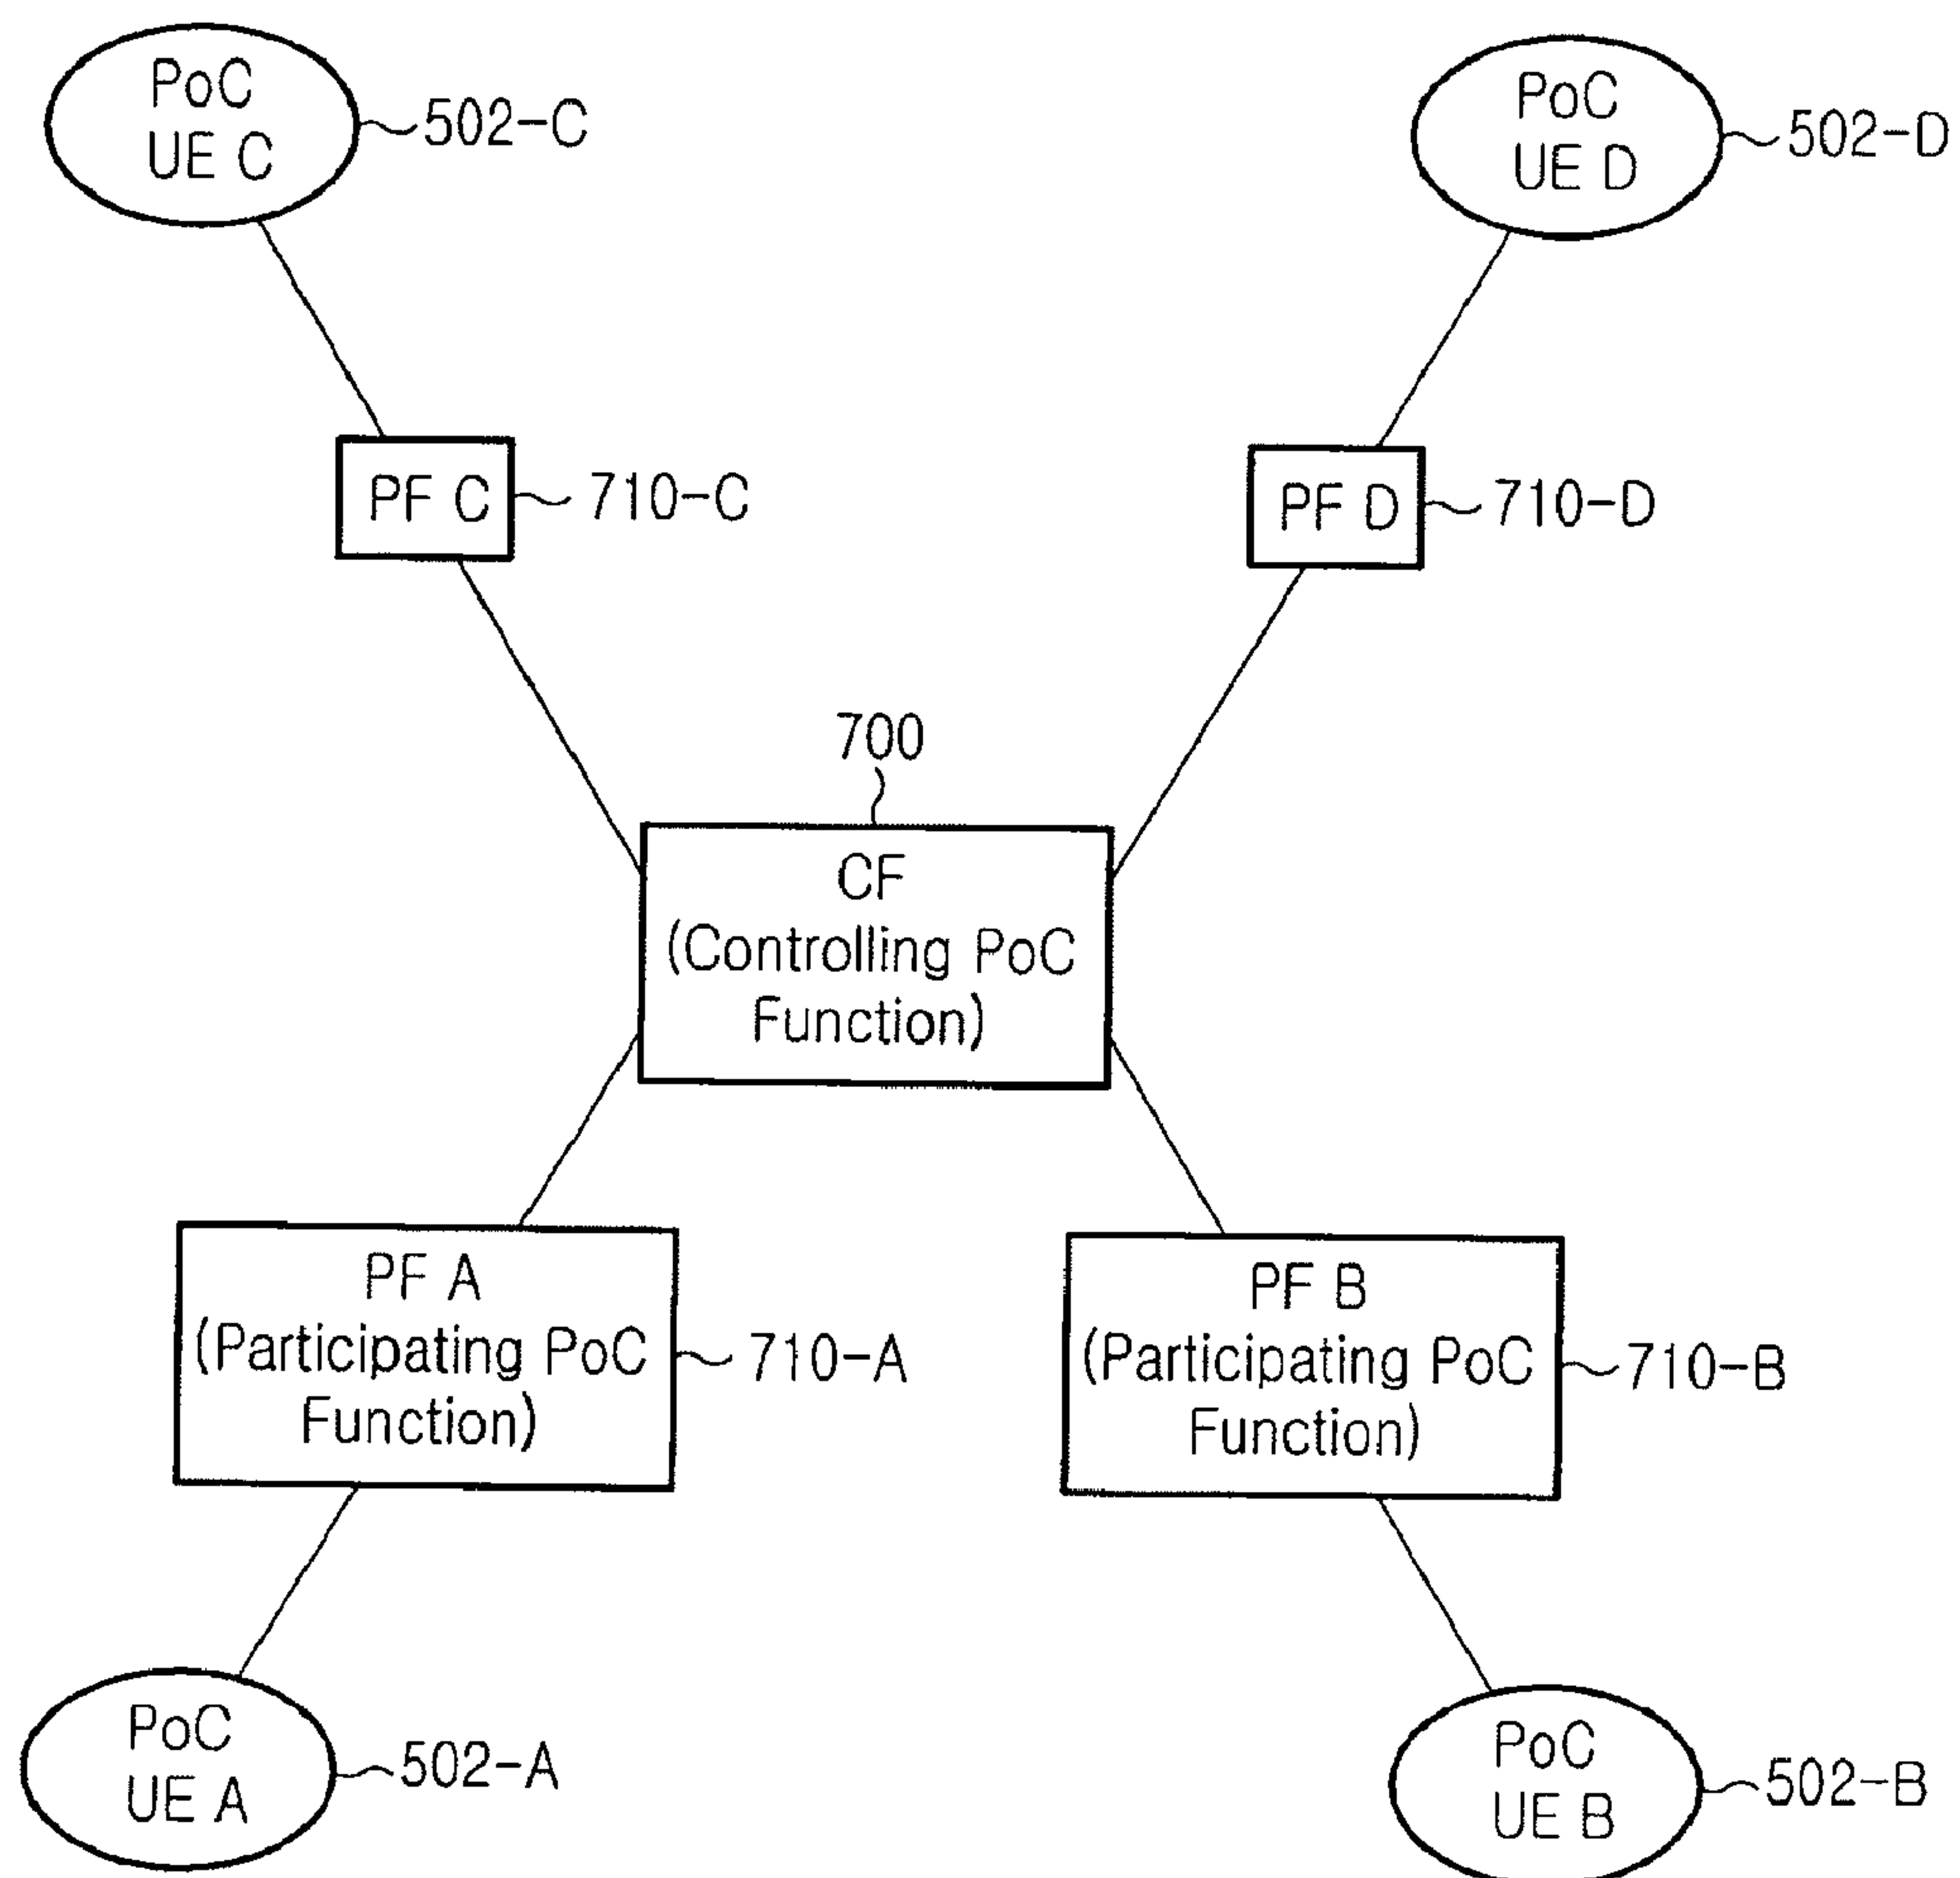 PoC
UE C
502-C
PoC
UE D
502-D
PF C
710-C
PF D
710-D
700
CF
(Controlling PoC
Function)
PF A
(Participating PoC
Function)
710-A
PF B
(Participating PoC
Function)
710-B
PoC
UE A
502-A
PoC
UE B
502-B